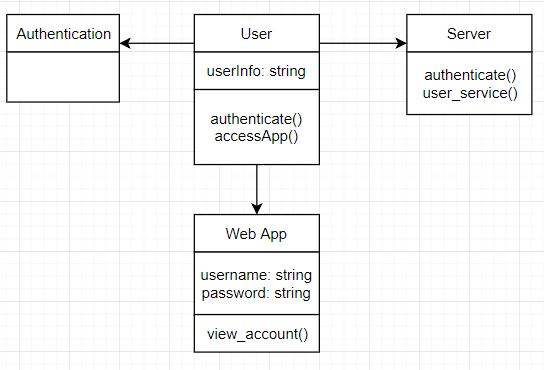 Authentication
User
userInfo: string
authenticate()
accessApp()
Server
authenticate()
user_service()
Web App
username: string
password: string
view_account()